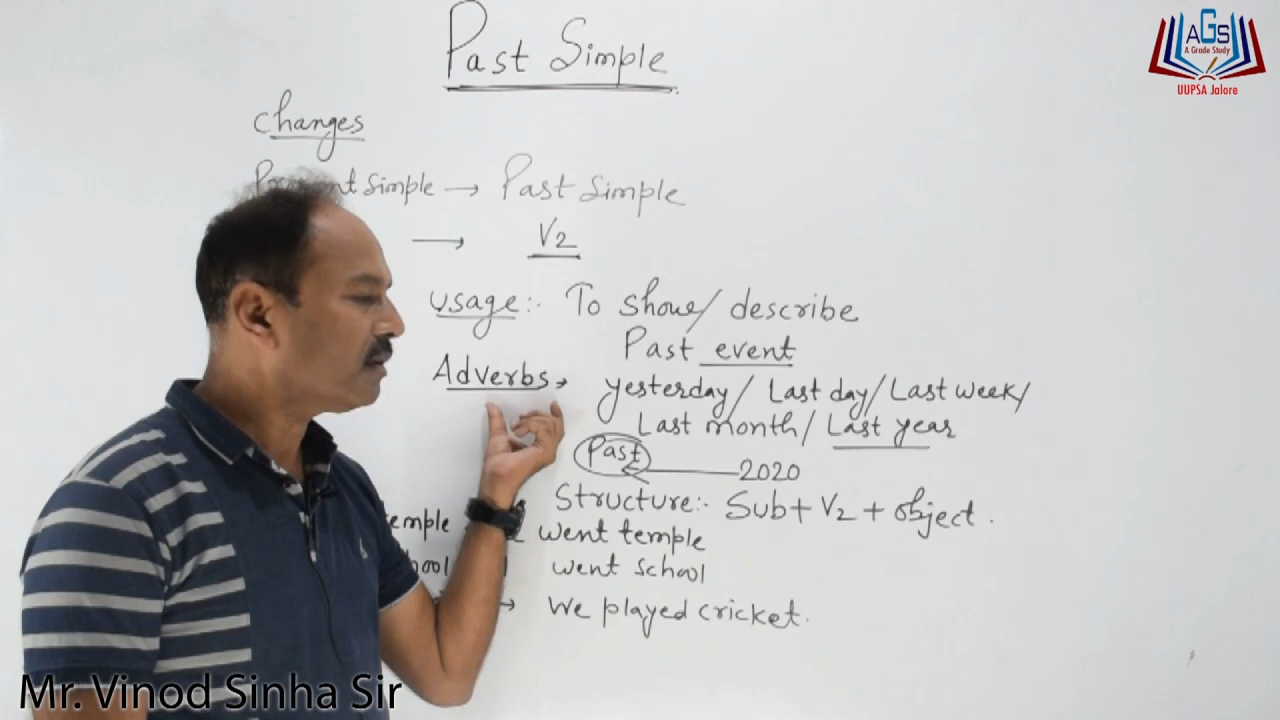 Past Simple
AGS
A Grade Study
UUPSA Jalore
changes
Present Simple → Past Simple
→ V2
usage:- To show/ describe
Past event
Adverbs → yesterday/ Last day/ Last week/
Last month/ Last year
Past 2020
Structure:- Sub + V2 + object.
temple went temple
went school
→ We played cricket.
Mr. Vinod Sinha Sir